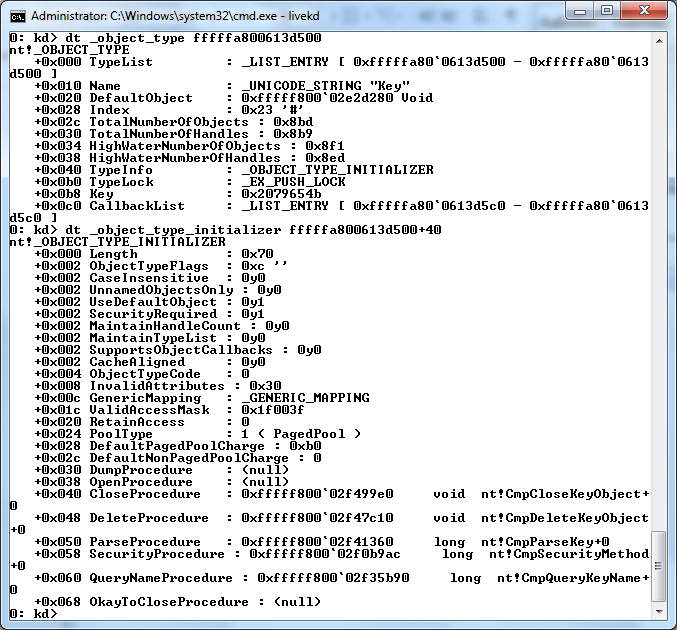 Administrator: C:\Windows\system32\cmd.exe - livekd
0: kd> dt _object_type fffffa800613d500
nt!_OBJECT_TYPE
   +0x000 TypeList         : _LIST_ENTRY [ 0xfffffa80`0613d500 - 0xfffffa80`0613
d500 ]
   +0x010 Name             : _UNICODE_STRING "Key"
   +0x020 DefaultObject    : 0xfffff800`02e2d280 Void
   +0x028 Index            : 0x23 '#'
   +0x02c TotalNumberOfObjects : 0x8bd
   +0x030 TotalNumberOfHandles : 0x8b9
   +0x034 HighWaterNumberOfObjects : 0x8f1
   +0x038 HighWaterNumberOfHandles : 0x8ed
   +0x040 TypeInfo         : _OBJECT_TYPE_INITIALIZER
   +0x0b0 TypeLock         : _EX_PUSH_LOCK
   +0x0b8 Key              : 0x2079654b
   +0x0c0 CallbackList     : _LIST_ENTRY [ 0xfffffa80`0613d5c0 - 0xfffffa80`0613
d5c0 ]
0: kd> dt _object_type_initializer fffffa800613d500+40
nt!_OBJECT_TYPE_INITIALIZER
   +0x000 Length           : 0x70
   +0x002 ObjectTypeFlags  : 0xc ''
   +0x002 CaseInsensitive  : 0y0
   +0x002 UnnamedObjectsOnly : 0y0
   +0x002 UseDefaultObject : 0y1
   +0x002 SecurityRequired : 0y1
   +0x002 MaintainHandleCount : 0y0
   +0x002 MaintainTypeList : 0y0
   +0x002 SupportsObjectCallbacks : 0y0
   +0x002 CacheAligned     : 0y0
   +0x004 ObjectTypeCode   : 0
   +0x008 InvalidAttributes : 0x30
   +0x00c GenericMapping   : _GENERIC_MAPPING
   +0x01c ValidAccessMask  : 0x1f003f
   +0x020 RetainAccess     : 0
   +0x024 PoolType         : 1 ( PagedPool )
   +0x028 DefaultPagedPoolCharge : 0xb0
   +0x02c DefaultNonPagedPoolCharge : 0
   +0x030 DumpProcedure    : (null)
   +0x038 OpenProcedure    : (null)
   +0x040 CloseProcedure   : 0xfffff800`02f499e0     void  nt!CmpCloseKeyObject+
0
   +0x048 DeleteProcedure  : 0xfffff800`02f47c10     void  nt!CmpDeleteKeyObject
+0
   +0x050 ParseProcedure   : 0xfffff800`02f41360     long  nt!CmpParseKey+0
   +0x058 SecurityProcedure : 0xfffff800`02f0b9ac     long  nt!CmpSecurityMethod
+0
   +0x060 QueryNameProcedure : 0xfffff800`02f35b90     long  nt!CmpQueryKeyName+
0
   +0x068 OkayToCloseProcedure : (null)
0: kd>